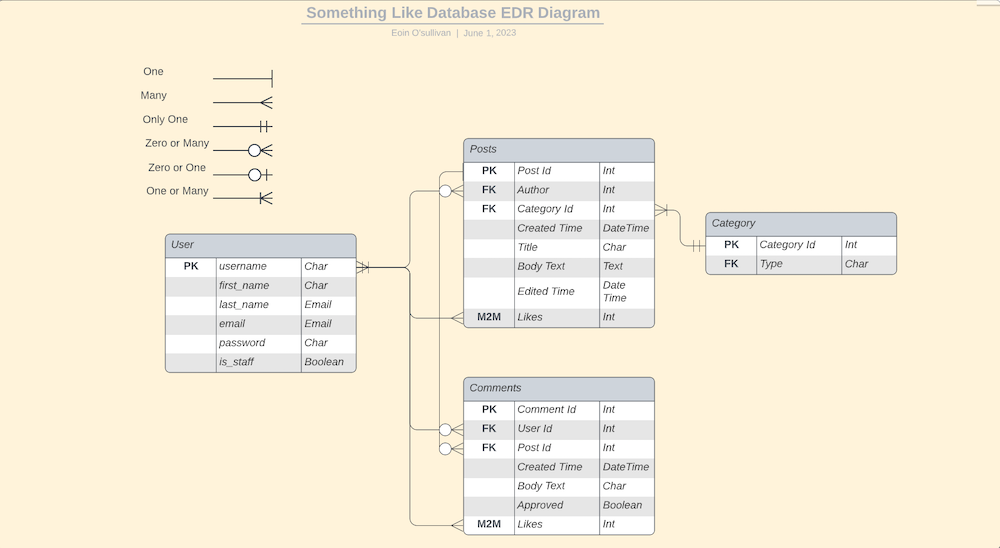 Something Like Database EDR Diagram
Eoin O'sullivan | June 1, 2023
One
Many
Only One
Zero or Many
Zero or One
One or Many
User
PK username Char
first_name Char
last_name Email
email Email
password Char
is_staff Boolean
Posts
PK Post Id Int
FK Author Int
FK Category Id Int
Created Time DateTime
Title Char
Body Text Text
Edited Time Date
Time
M2M Likes Int
Category
PK Category Id Int
FK Type Char
Comments
PK Comment Id Int
FK User Id Int
FK Post Id Int
Created Time DateTime
Body Text Char
Approved Boolean
M2M Likes Int